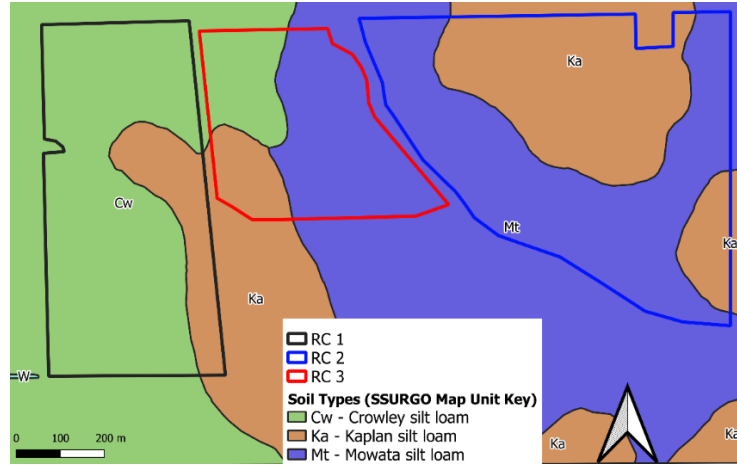 Ka
Cw
Mt
Ka
Ka
W
RC 1
RC 2
RC 3
Soil Types (SSURGO Map Unit Key)
Cw - Crowley silt loam
Ka - Kaplan silt loam
Mt - Mowata silt loam
Ka
Ka
0 100 200 m